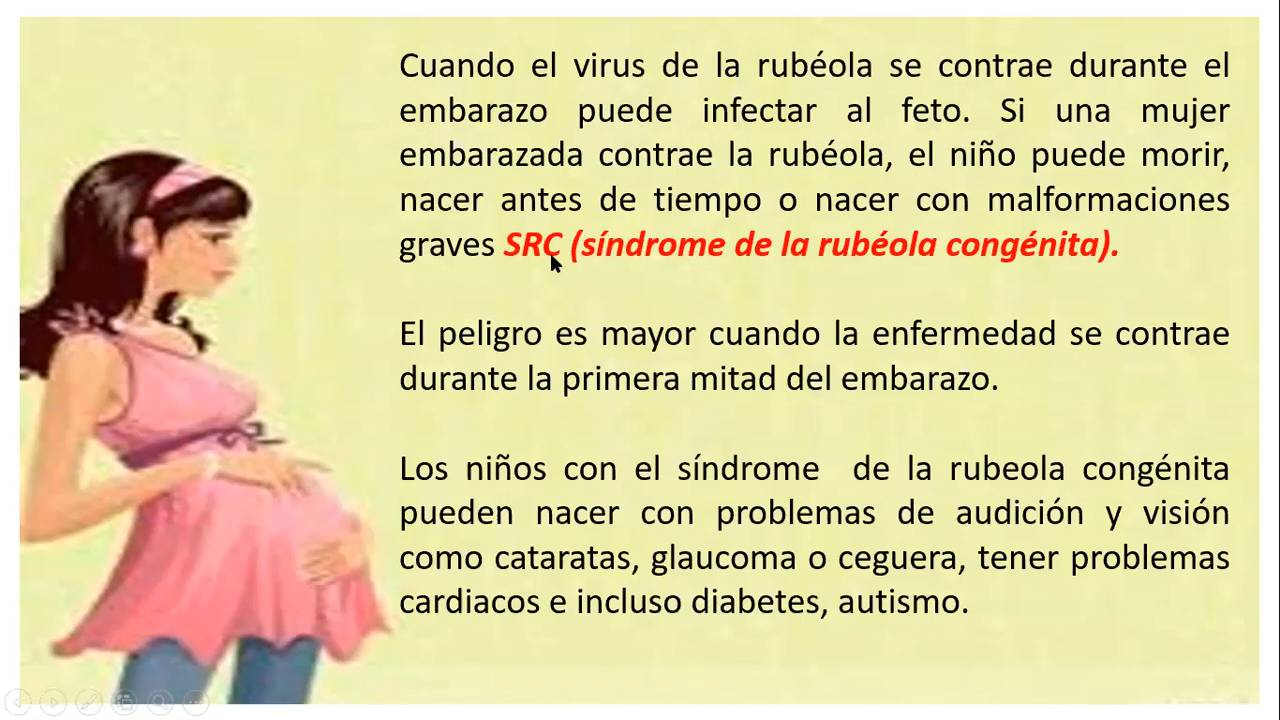 Cuando el virus de la rubéola se contrae durante el
embarazo puede infectar al feto. Si una mujer
embarazada contrae la rubéola, el niño puede morir,
nacer antes de tiempo o nacer con malformaciones
graves SRC (síndrome de la rubéola congénita).
El peligro es mayor cuando la enfermedad se contrae
durante la primera mitad del embarazo.
Los niños con el síndrome de la rubeola congénita
pueden nacer con problemas de audición y visión
como cataratas, glaucoma o ceguera, tener problemas
cardiacos e incluso diabetes, autismo.